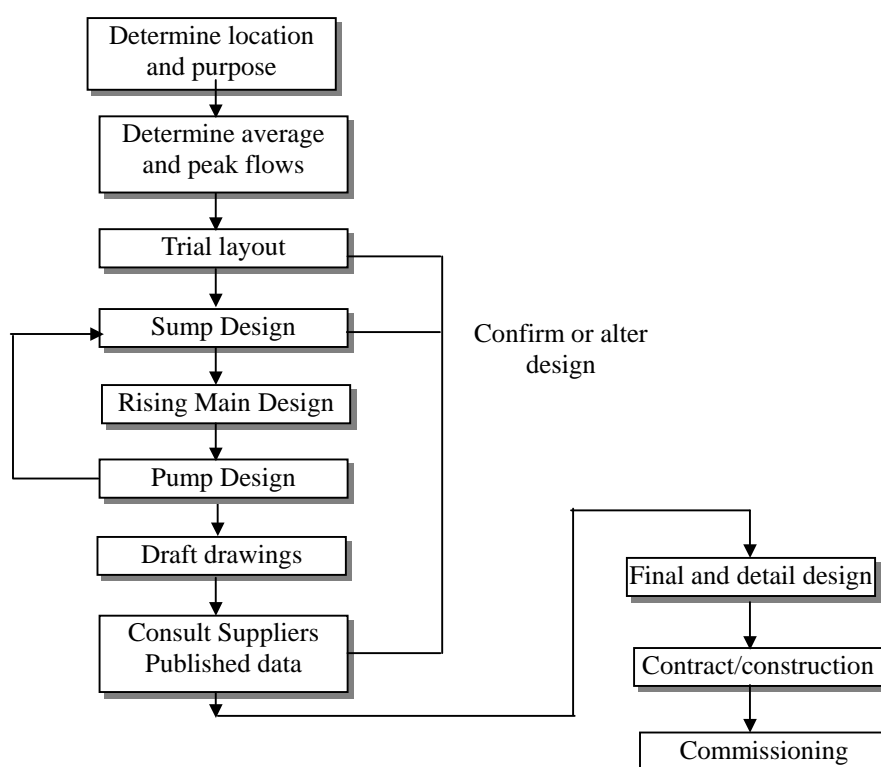 Determine location
and purpose
Determine average
and peak flows
Trial layout
Sump Design
Confirm or alter
design
Rising Main Design
Pump Design
Draft drawings
Consult Suppliers
Published data
Final and detail design
Contract/construction
Commissioning